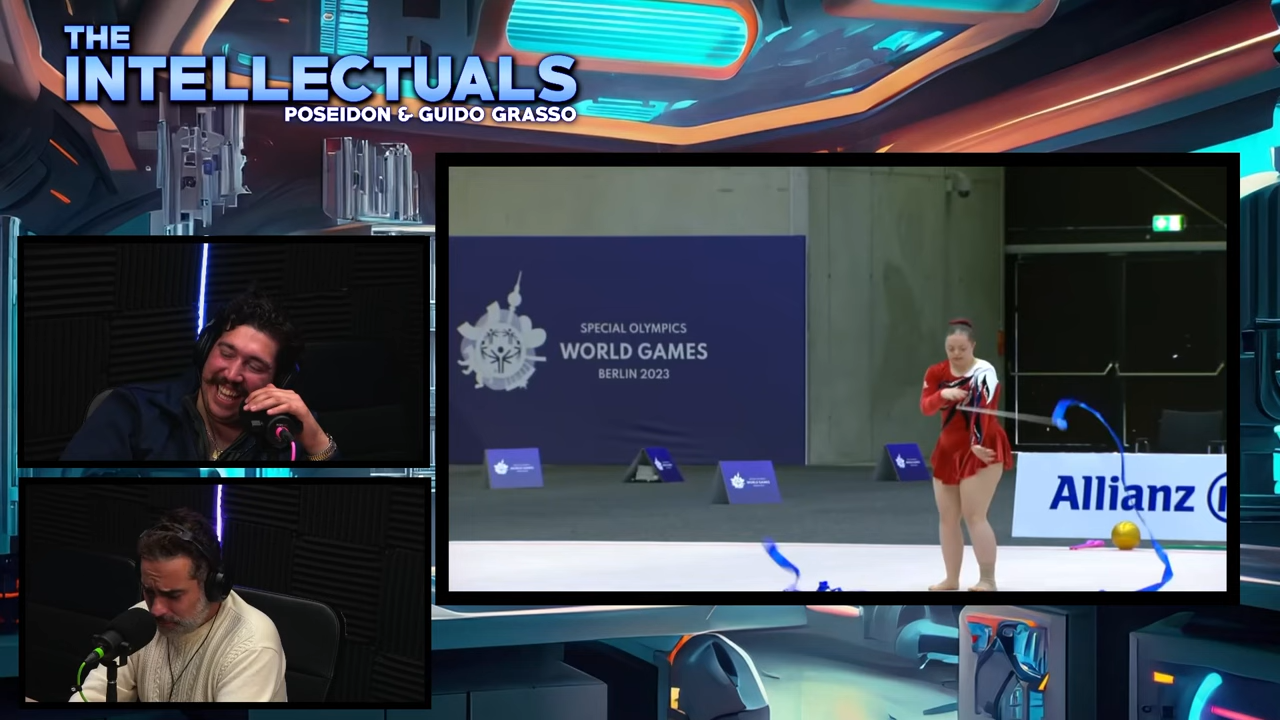 THE
INTELLECTUALS
POSEIDON & GUIDO GRASSO
SPECIAL OLYMPICS
WORLD GAMES
BERLIN 2023
Allianz